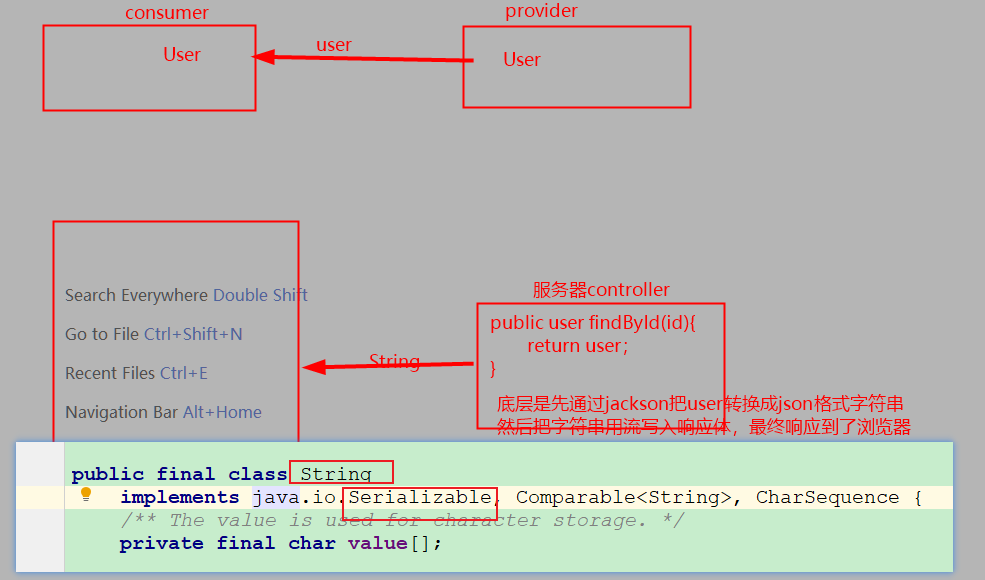 consumer
provider
User
user
User
Search Everywhere Double Shift
Go to File Ctrl+Shift+N
Recent Files Ctrl+E
Navigation Bar Alt+Home
String
服务器controller
public user findById(id){
return user;
}
底层是先通过jackson把user转换成json格式字符串
然后把字符串用流写入响应体，最终响应到了浏览器
public final class String
implements java.io.Serializable, Comparable<String>, CharSequence {
/** The value is used for character storage. */
private final char value[];